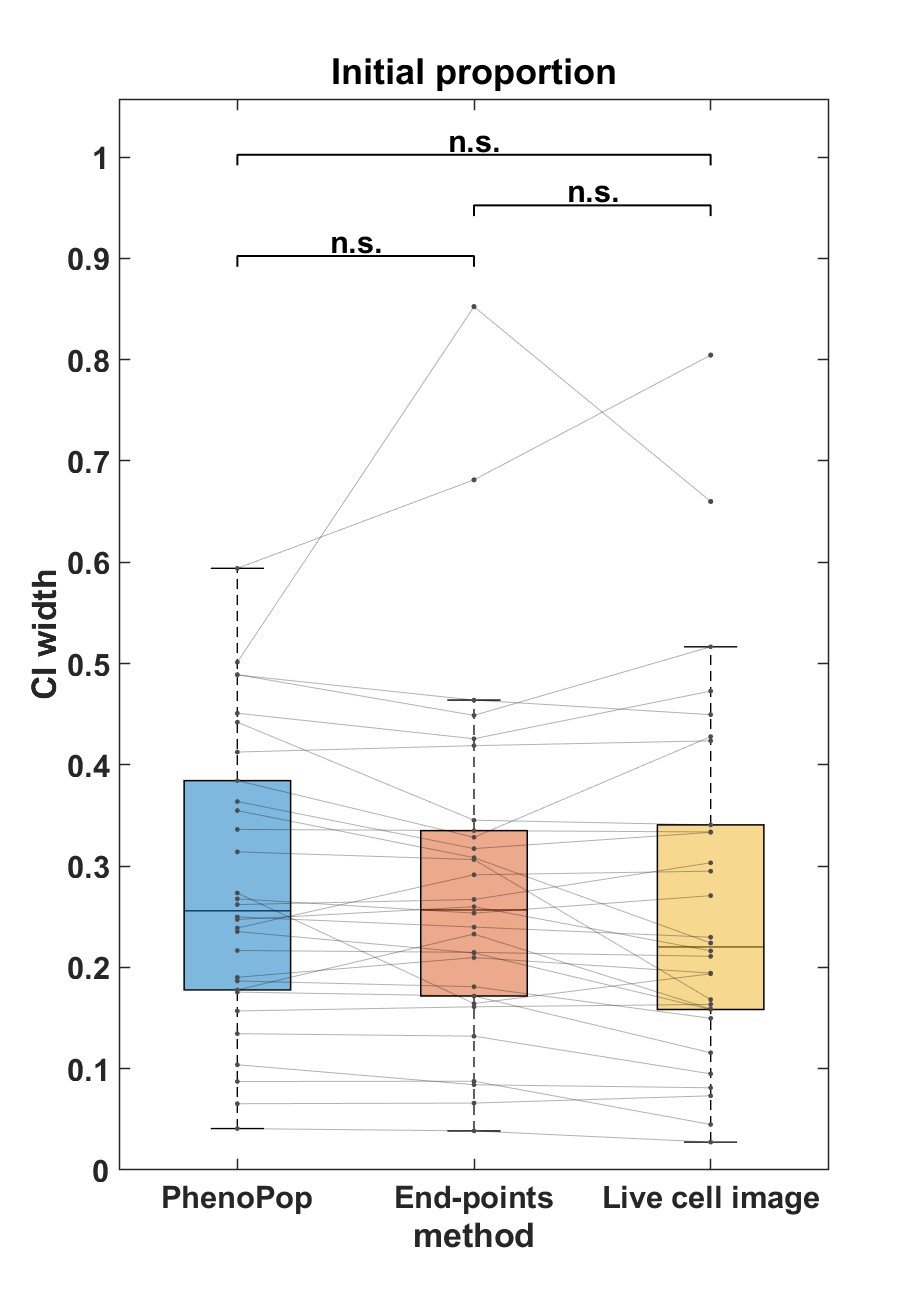 Initial proportion
n.s.
n.s.
n.s.
1
0.9
0.8
0.7
0.6
0.5
0.4
0.3
0.2
0.1
0
CI width
PhenoPop
End-points
Live cell image
method